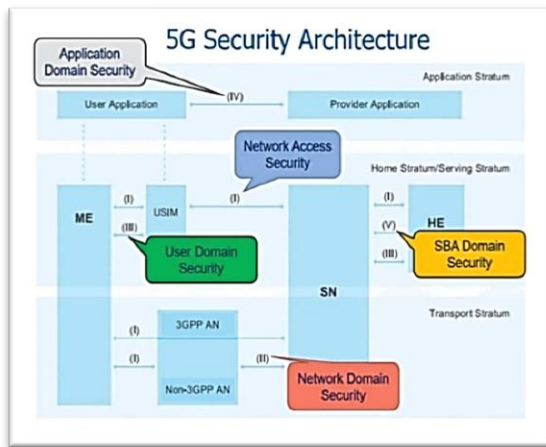 5G Security Architecture
Application
Domain Security
Application Stratum
(IV)
User Application
Provider Application
Network Access
Security
Home Stratum/Serving Stratum
ME
(I)
USIM
(I)
(I)
HE
(III)
(V)
User Domain
Security
SBA Domain
Security
(III)
SN
Transport Stratum
3GPP AN
(I)
(I)
(II)
Non-3GPP AN
Network Domain
Security